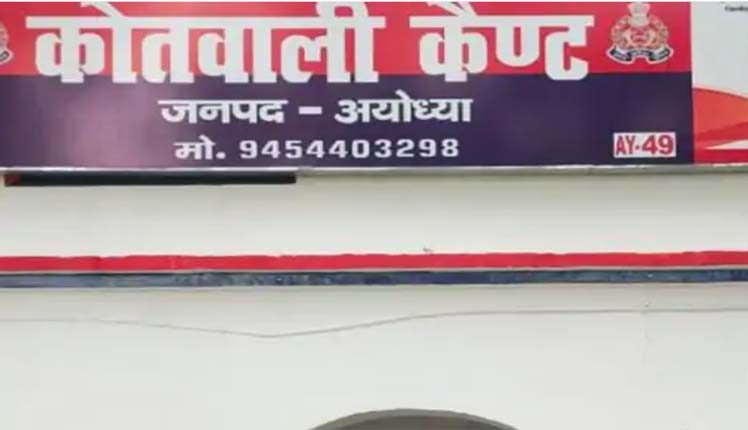 कोतवाली कैण्ट
जनपद - अयोध्या
मो. 9454403298
AY-49